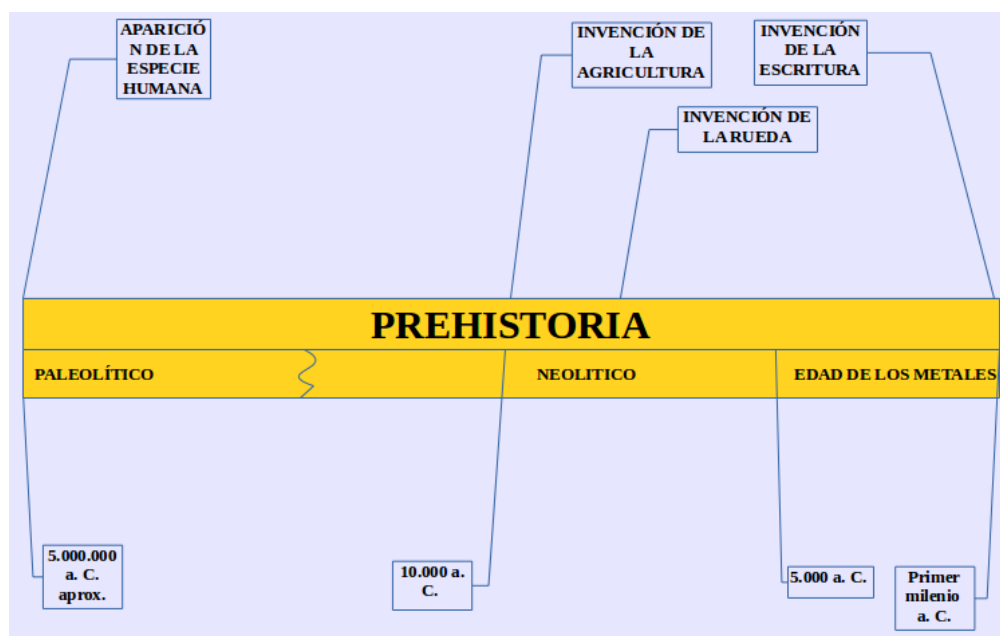 APARICIÓ
N DE LA
ESPECIE
HUMANA
INVENCIÓN DE
LA
AGRICULTURA
INVENCIÓN
DE LA
ESCRITURA
INVENCIÓN DE
LA RUEDA
PREHISTORIA
PALEOLÍTICO
NEOLITICO
EDAD DE LOS METALES
5.000.000
a. C.
aprox.
10.000 a.
C.
5.000 a. C.
Primer
milenio
a. C.